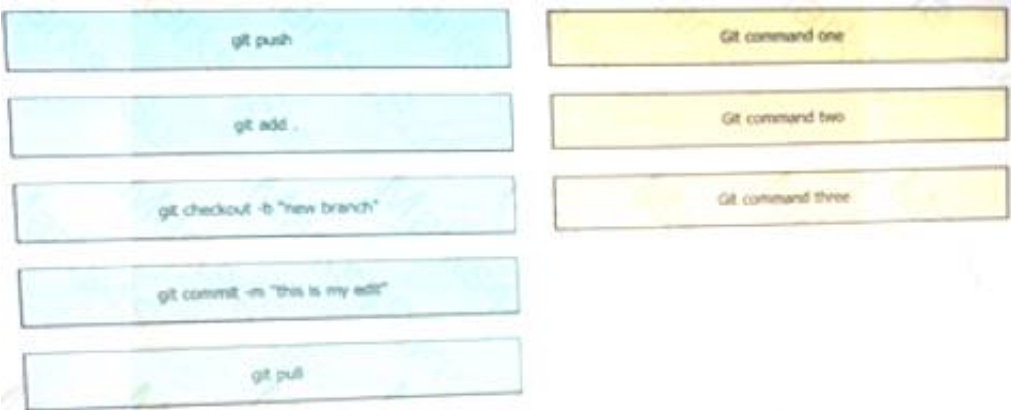 git push
git add .
git checkout -b "new branch"
git commit -m "this is my edit"
git pull
Git command one
Git command two
Git command three